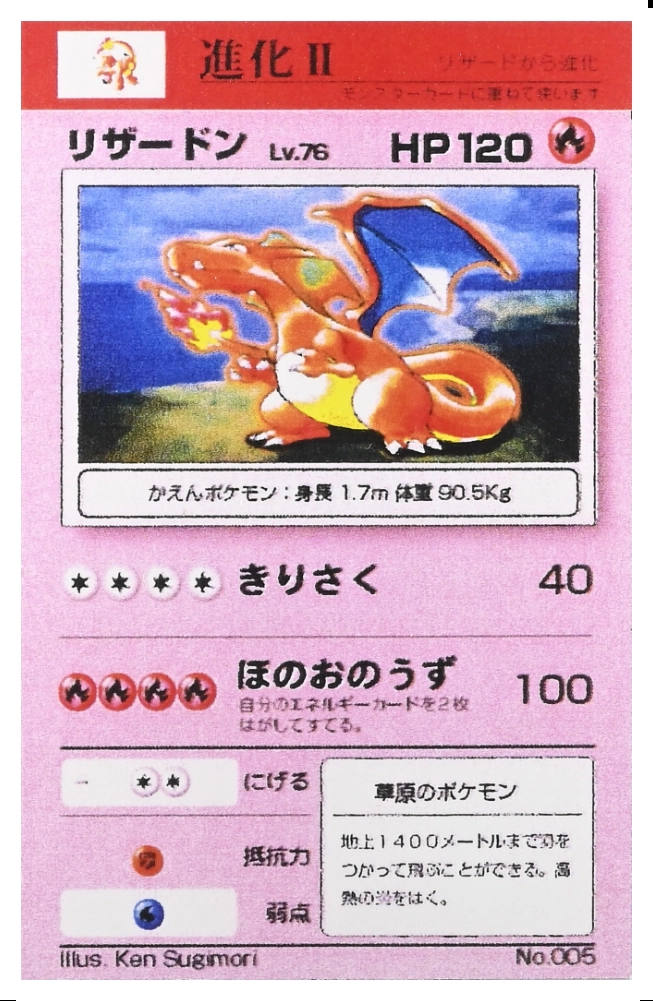 進化 II
リザードから進化
モンスターカードに重ねて使います
リザードン Lv.76 HP120
かえんポケモン:身長 1.7m 体重 90.5Kg
きりさく 40
ほのおのうず 100
自分のエネルギーカードを2枚
はがしてすてる。
− にげる
抵抗力
弱点
草原のポケモン
地上1400メートルまで羽を
つかって飛ぶことができる。高
熱の炎をはく。
Illus. Ken Sugimori No.005